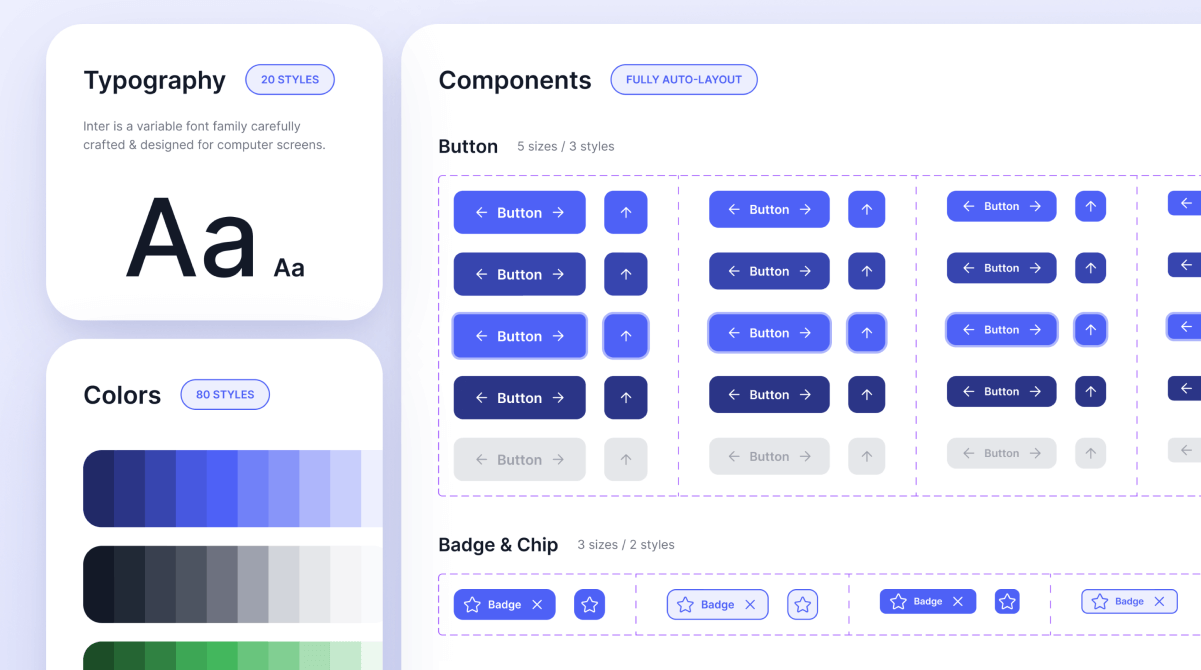 Typography
20 STYLES
Inter is a variable font family carefully
crafted & designed for computer screens.
Aa Aa
Colors
80 STYLES
Components
FULLY AUTO-LAYOUT
Button
5 sizes / 3 styles
Button Button Button
Button Button Button
Button Button Button
Button Button Button
Button Button Button
Badge & Chip
3 sizes / 2 styles
Badge Badge Badge Badge